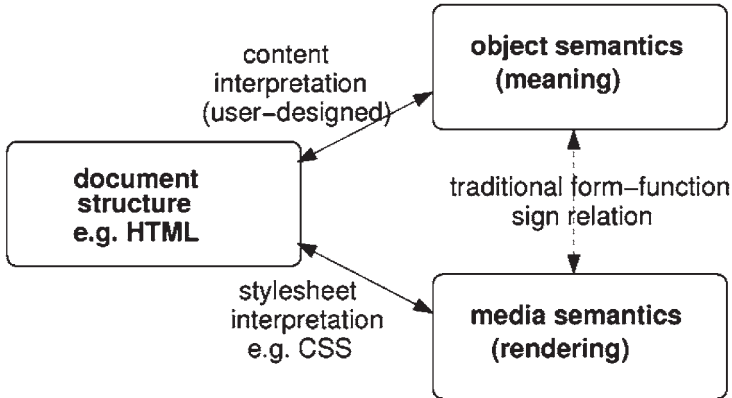 content
interpretation
(user-designed)
object semantics
(meaning)
document
structure
e.g. HTML
traditional form-function
sign relation
stylesheet
interpretation
e.g. CSS
media semantics
(rendering)